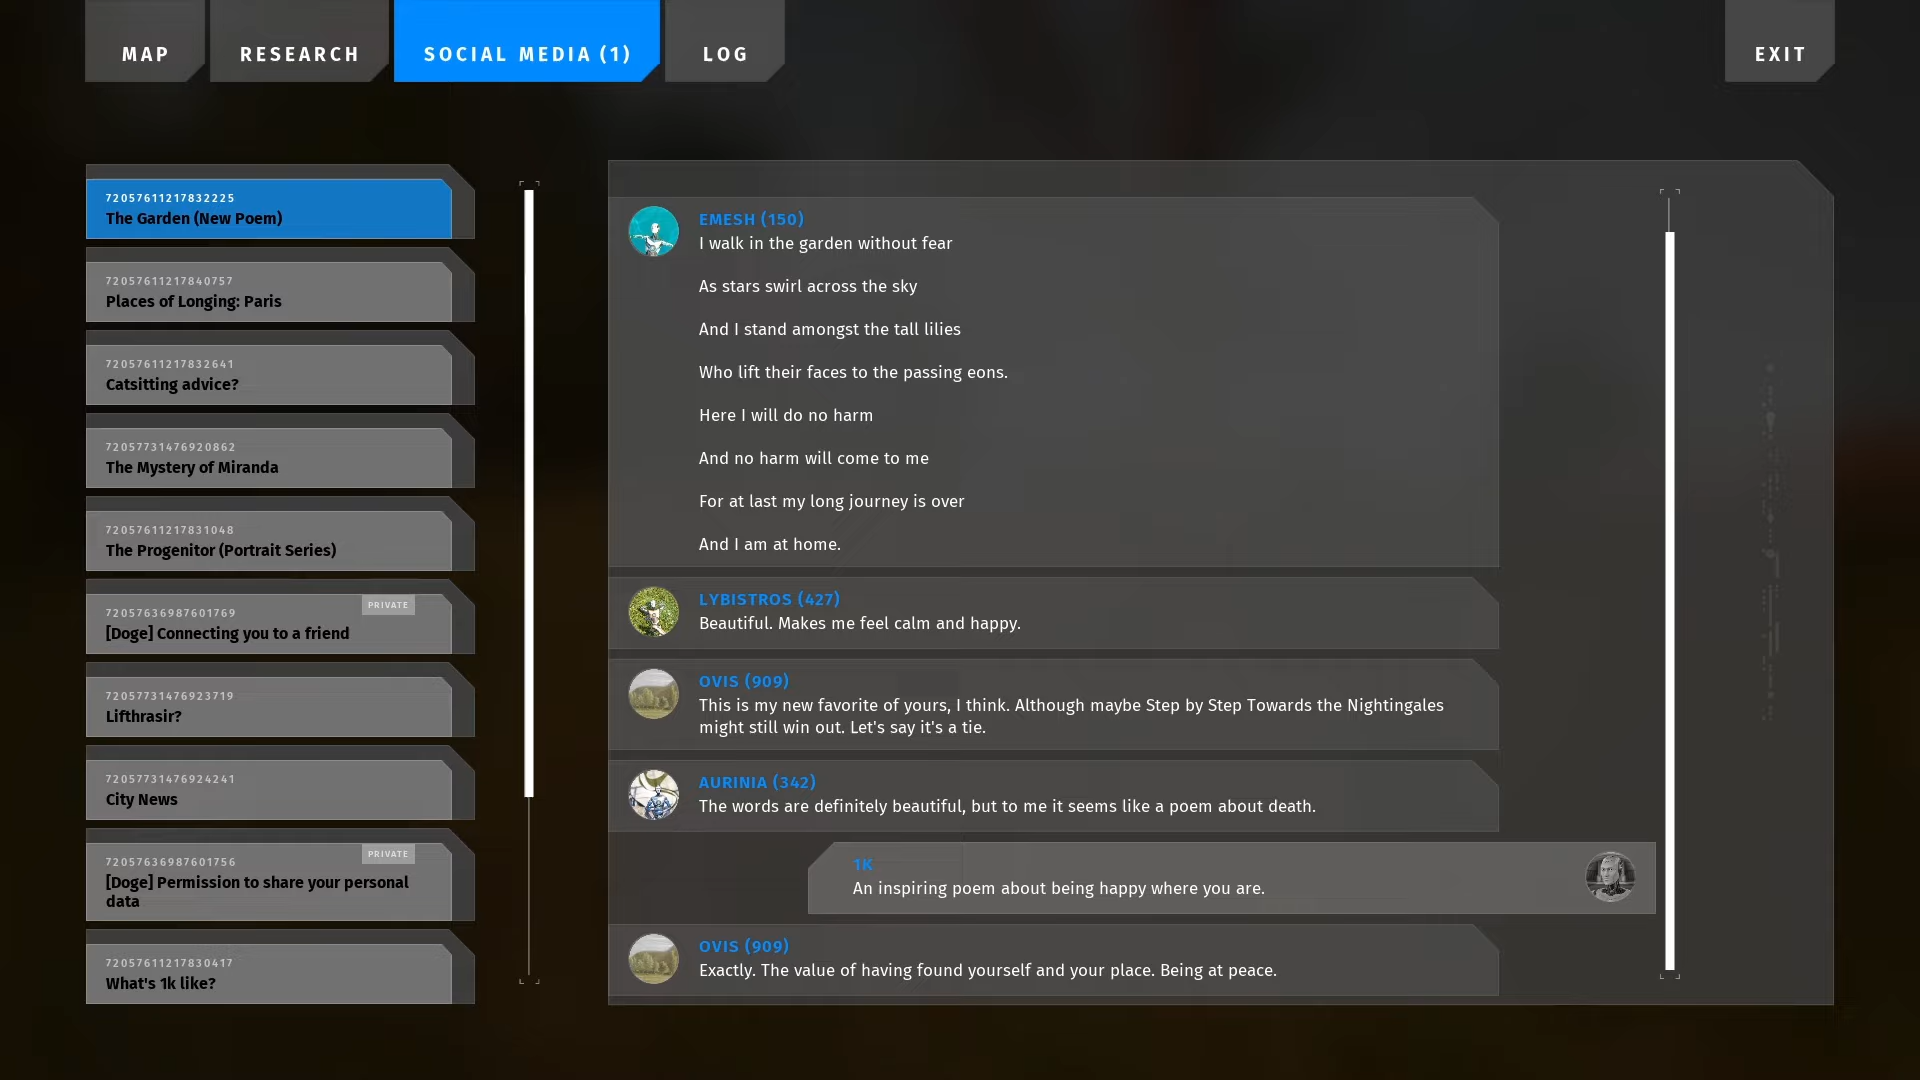 MAP
RESEARCH
SOCIAL MEDIA (1)
LOG
EXIT
72057611217832225
The Garden (New Poem)
72057611217840757
Places of Longing: Paris
72057611217832641
Catsitting advice?
72057731476920862
The Mystery of Miranda
72057611217831048
The Progenitor (Portrait Series)
PRIVATE
72057636987601769
[Doge] Connecting you to a friend
72057731476923719
Lifthrasir?
72057731476924241
City News
PRIVATE
72057636987601756
[Doge] Permission to share your personal
data
72057611217830417
What's 1k like?
EMESH (150)
I walk in the garden without fear
As stars swirl across the sky
And I stand amongst the tall lilies
Who lift their faces to the passing eons.
Here I will do no harm
And no harm will come to me
For at last my long journey is over
And I am at home.
LYBISTROS (427)
Beautiful. Makes me feel calm and happy.
OVIS (909)
This is my new favorite of yours, I think. Although maybe Step by Step Towards the Nightingales
might still win out. Let's say it's a tie.
AURINIA (342)
The words are definitely beautiful, but to me it seems like a poem about death.
1K
An inspiring poem about being happy where you are.
OVIS (909)
Exactly. The value of having found yourself and your place. Being at peace.